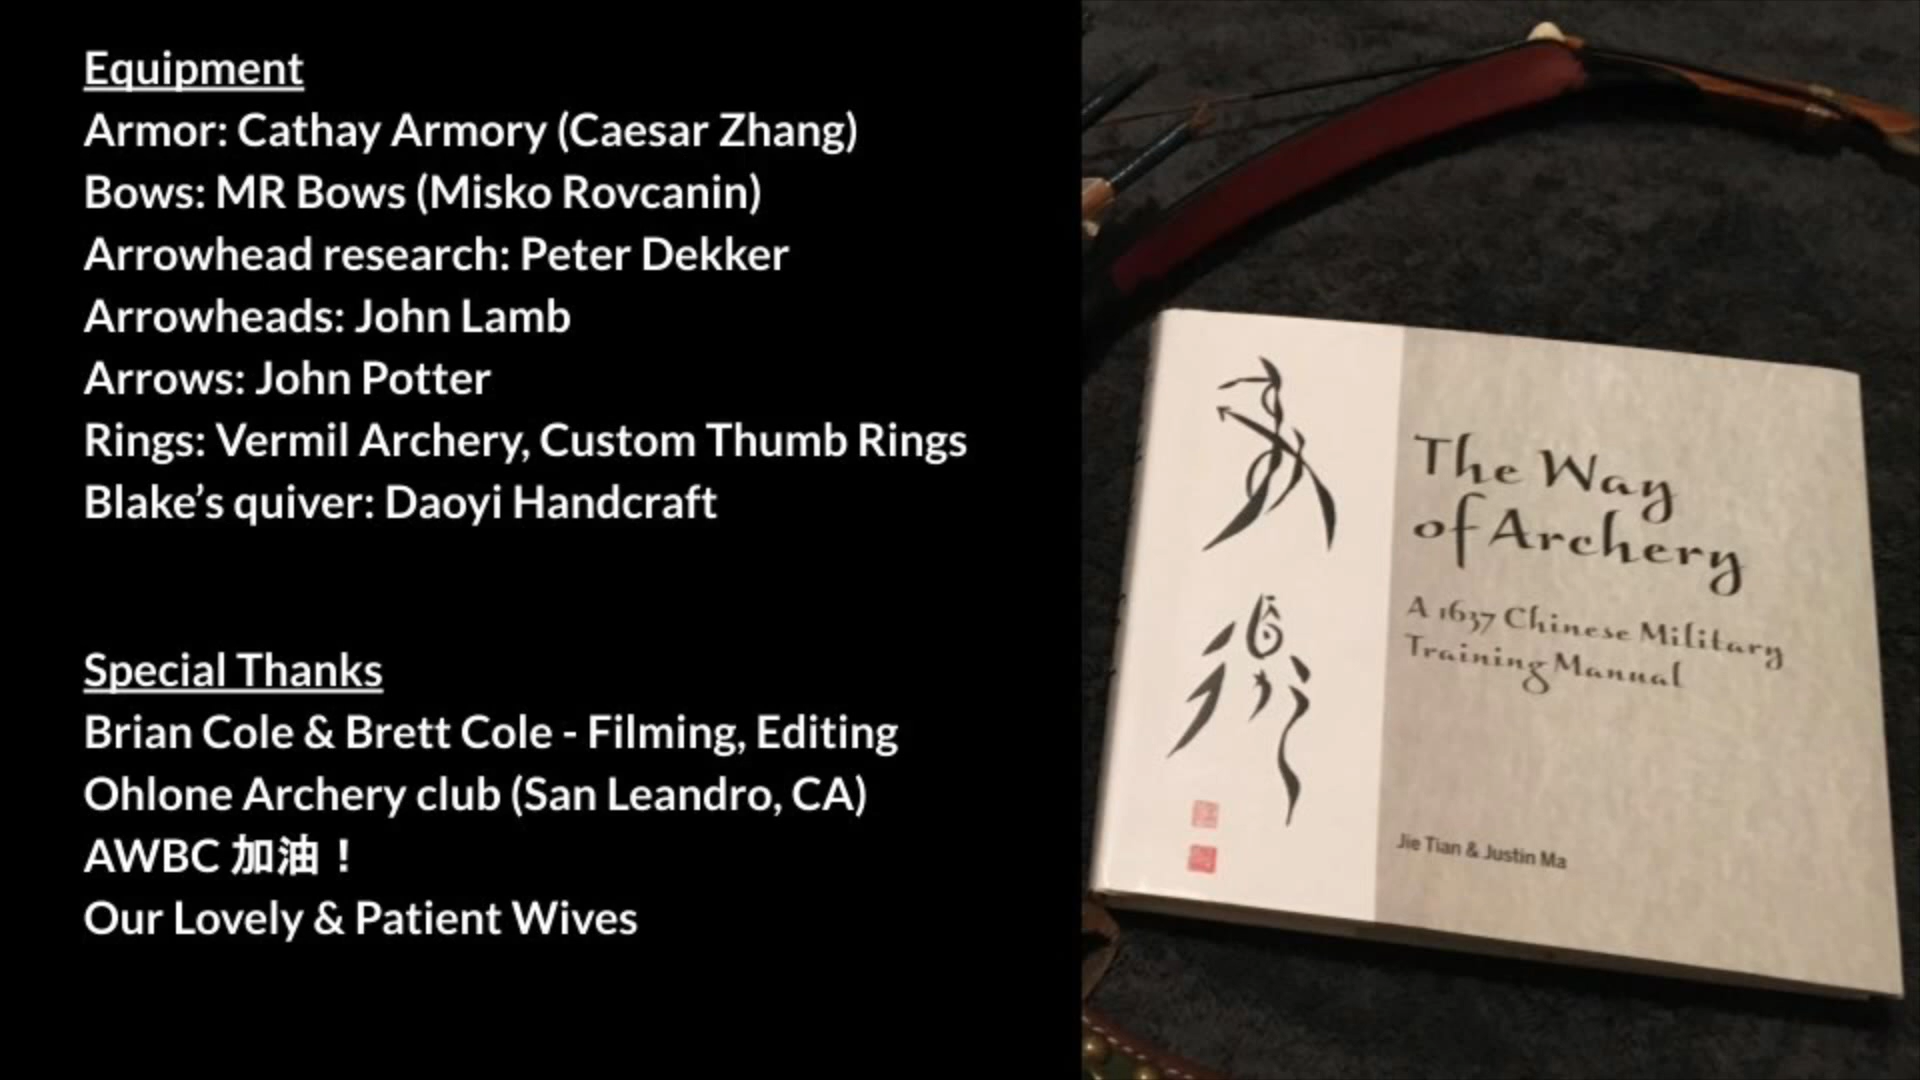 Equipment
Armor: Cathay Armory (Caesar Zhang)
Bows: MR Bows (Misko Rovcanin)
Arrowhead research: Peter Dekker
Arrowheads: John Lamb
Arrows: John Potter
Rings: Vermil Archery, Custom Thumb Rings
Blake’s quiver: Daoyi Handcraft
Special Thanks
Brian Cole & Brett Cole - Filming, Editing
Ohlone Archery club (San Leandro, CA)
AWBC 加油！
Our Lovely & Patient Wives
The Way
of Archery
A 1637 Chinese Military
Training Manual
Jie Tian & Justin Ma